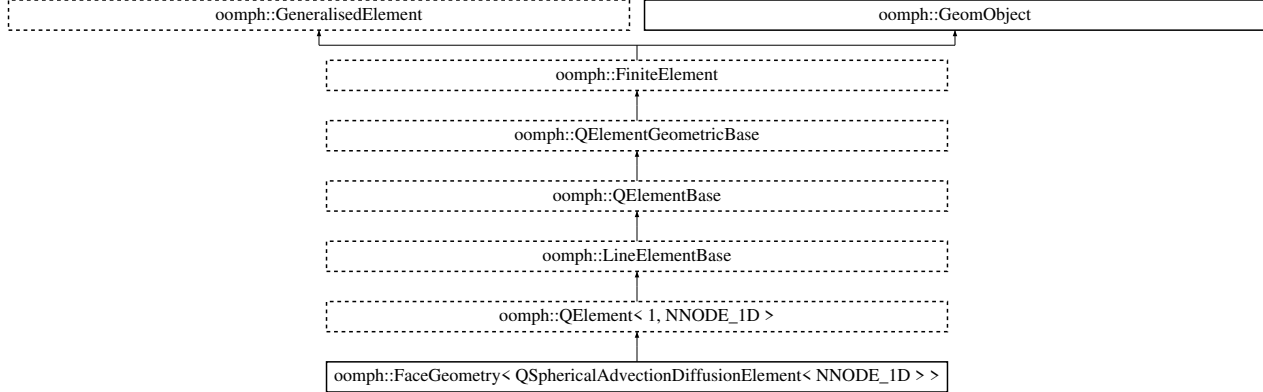 oomph::GeneralisedElement
oomph::GeomObject
oomph::FiniteElement
oomph::QElementGeometricBase
oomph::QElementBase
oomph::LineElementBase
oomph::QElement< 1, NNODE_1D >
oomph::FaceGeometry< QSphericalAdvectionDiffusionElement< NNODE_1D > >